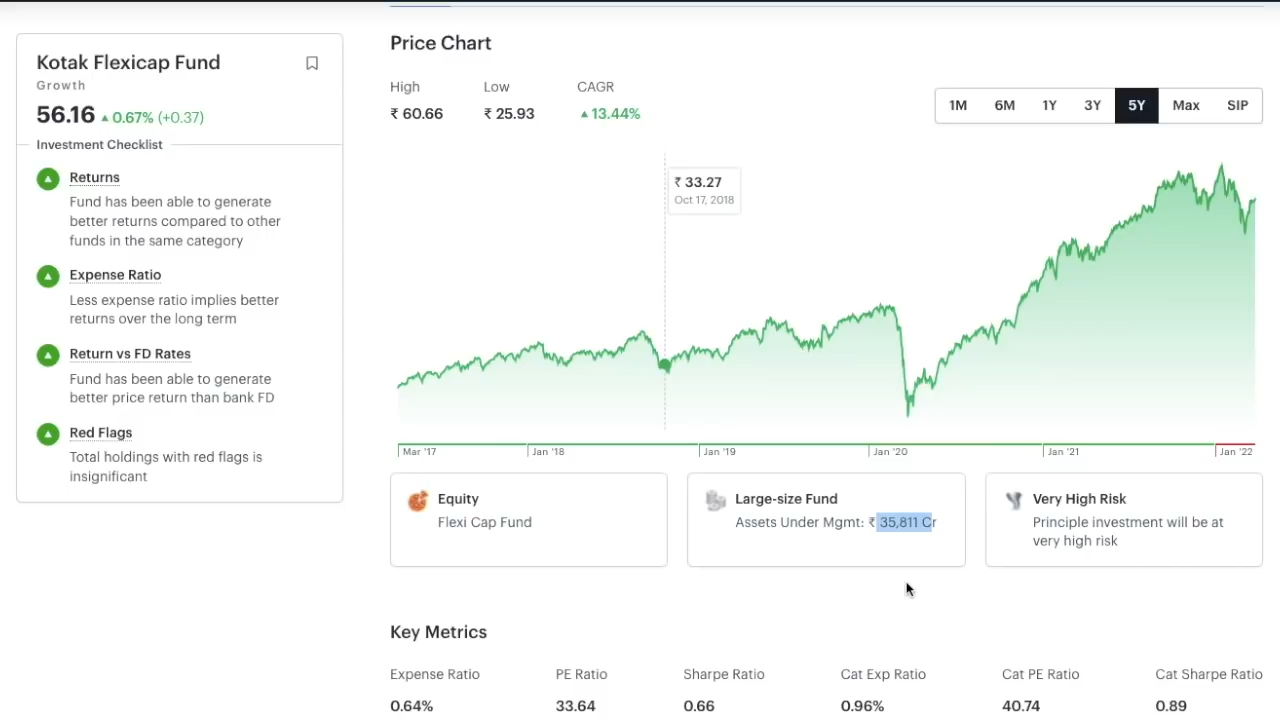 Kotak Flexicap Fund
Growth
56.16 ▲ 0.67% (+0.37)
Investment Checklist
Returns
Fund has been able to generate
better returns compared to other
funds in the same category
Expense Ratio
Less expense ratio implies better
returns over the long term
Return vs FD Rates
Fund has been able to generate
better price return than bank FD
Red Flags
Total holdings with red flags is
insignificant
Price Chart
High Low CAGR
₹ 60.66 ₹ 25.93 ▲ 13.44%
1M 6M 1Y 3Y 5Y Max SIP
₹ 33.27
Oct 17, 2018
Mar '17 Jan '18 Jan '19 Jan '20 Jan '21 Jan '22
Equity
Flexi Cap Fund
Large-size Fund
Assets Under Mgmt: ₹ 35,811 Cr
Very High Risk
Principle investment will be at
very high risk
Key Metrics
Expense Ratio PE Ratio Sharpe Ratio Cat Exp Ratio Cat PE Ratio Cat Sharpe Ratio
0.64% 33.64 0.66 0.96% 40.74 0.89